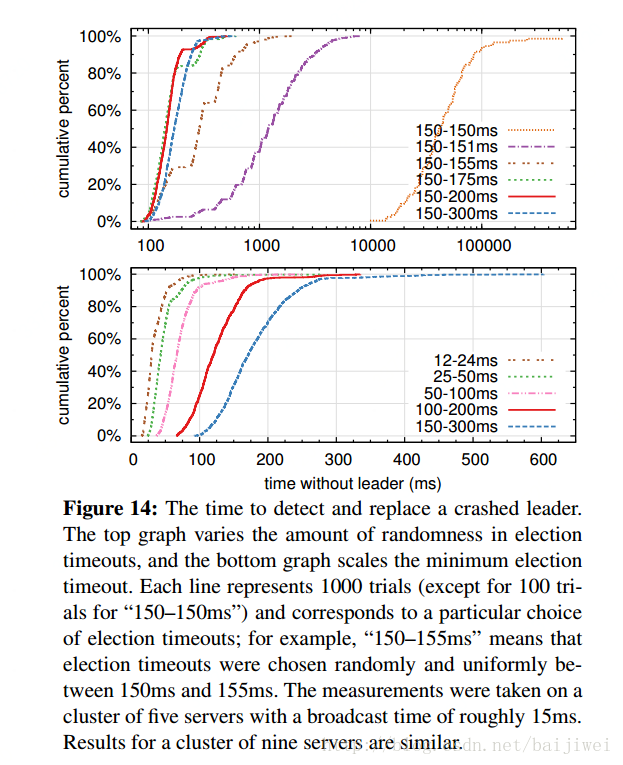 100%
80%
60%
40%
20%
0%
cumulative percent
150-150ms
150-151ms
150-155ms
150-175ms
150-200ms
150-300ms
100 1000 10000 100000
100%
80%
60%
40%
20%
0%
cumulative percent
12-24ms
25-50ms
50-100ms
100-200ms
150-300ms
0 100 200 300 400 500 600
time without leader (ms)
Figure 14: The time to detect and replace a crashed leader.
The top graph varies the amount of randomness in election
timeouts, and the bottom graph scales the minimum election
timeout. Each line represents 1000 trials (except for 100 tri-
als for “150–150ms”) and corresponds to a particular choice
of election timeouts; for example, “150–155ms” means that
election timeouts were chosen randomly and uniformly be-
tween 150ms and 155ms. The measurements were taken on a
cluster of five servers with a broadcast time of roughly 15ms.
Results for a cluster of nine servers are similar.
http://blog.csdn.net/baijiwei